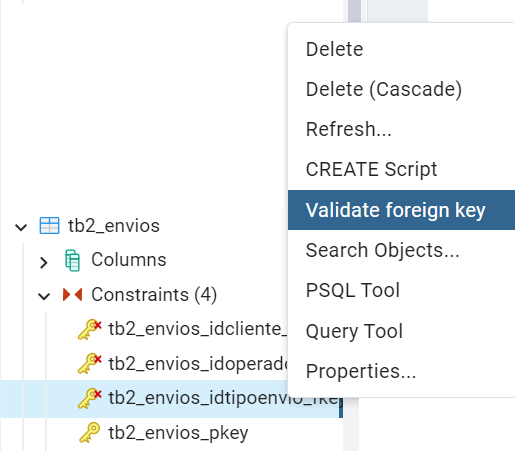 Delete
Delete (Cascade)
Refresh...
CREATE Script
Validate foreign key
Search Objects...
PSQL Tool
Query Tool
Properties...
tb2_envios
Columns
Constraints (4)
tb2_envios_idcliente_
tb2_envios_idoperado
tb2_envios_idtipoenvio_fkey
tb2_envios_pkey